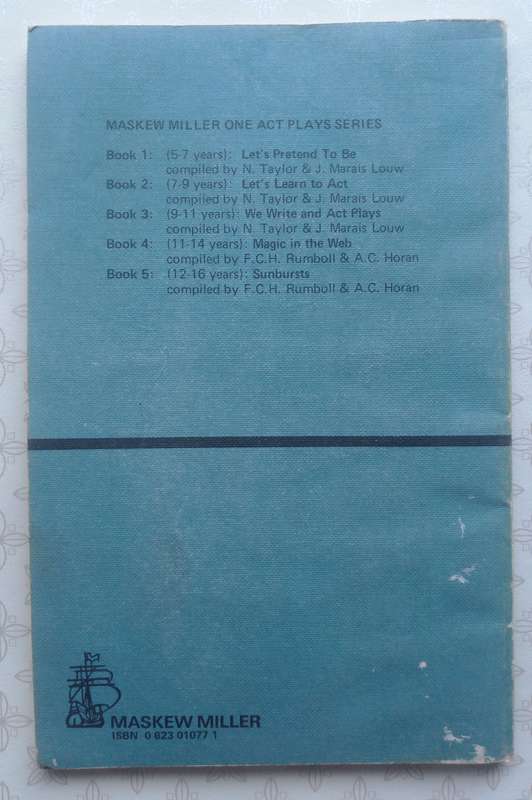 MASKEW MILLER ONE ACT PLAYS SERIES
Book 1: (5-7 years): Let's Pretend To Be
compiled by N. Taylor & J. Marais Louw
Book 2: (7-9 years): Let's Learn to Act
compiled by N. Taylor & J. Marais Louw
Book 3: (9-11 years): We Write and Act Plays
compiled by N. Taylor & J. Marais Louw
Book 4: (11-14 years): Magic in the Web
compiled by F.C.H. Rumboll & A.C. Horan
Book 5: (12-16 years): Sunbursts
compiled by F.C.H. Rumboll & A.C. Horan
MASKEW MILLER
ISBN 0 623 01077 1